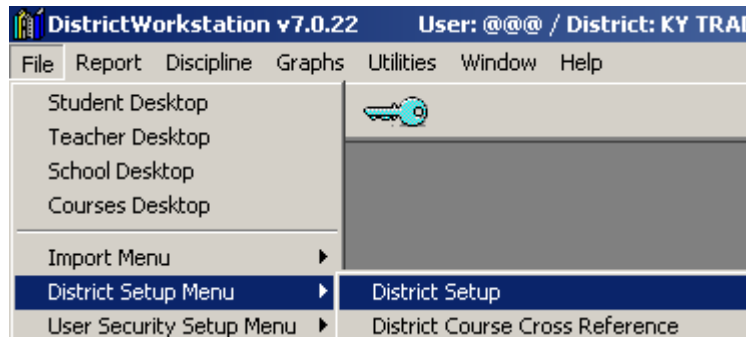 DistrictWorkstation v7.0.22 User: @@@ / District: KY
File Report Discipline Graphs Utilities Window Help
Student Desktop
Teacher Desktop
School Desktop
Courses Desktop
Import Menu
District Setup Menu District Setup
User Security Setup Menu District Course Cross Reference